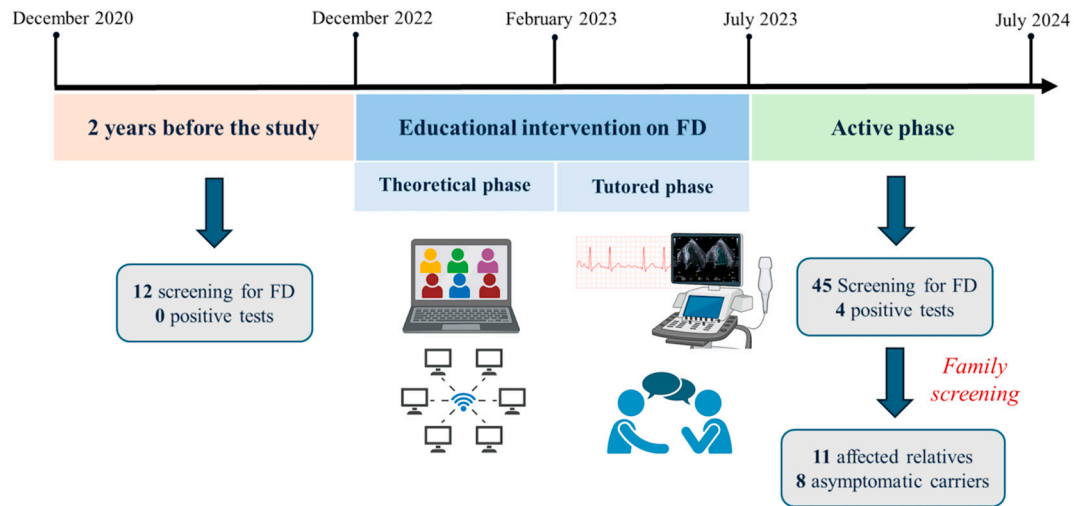 December 2020
December 2022
February 2023
July 2023
July 2024
2 years before the study
Educational intervention on FD
Active phase
Theoretical phase
Tutored phase
12 screening for FD
0 positive tests
45 Screening for FD
4 positive tests
Family
screening
11 affected relatives
8 asymptomatic carriers